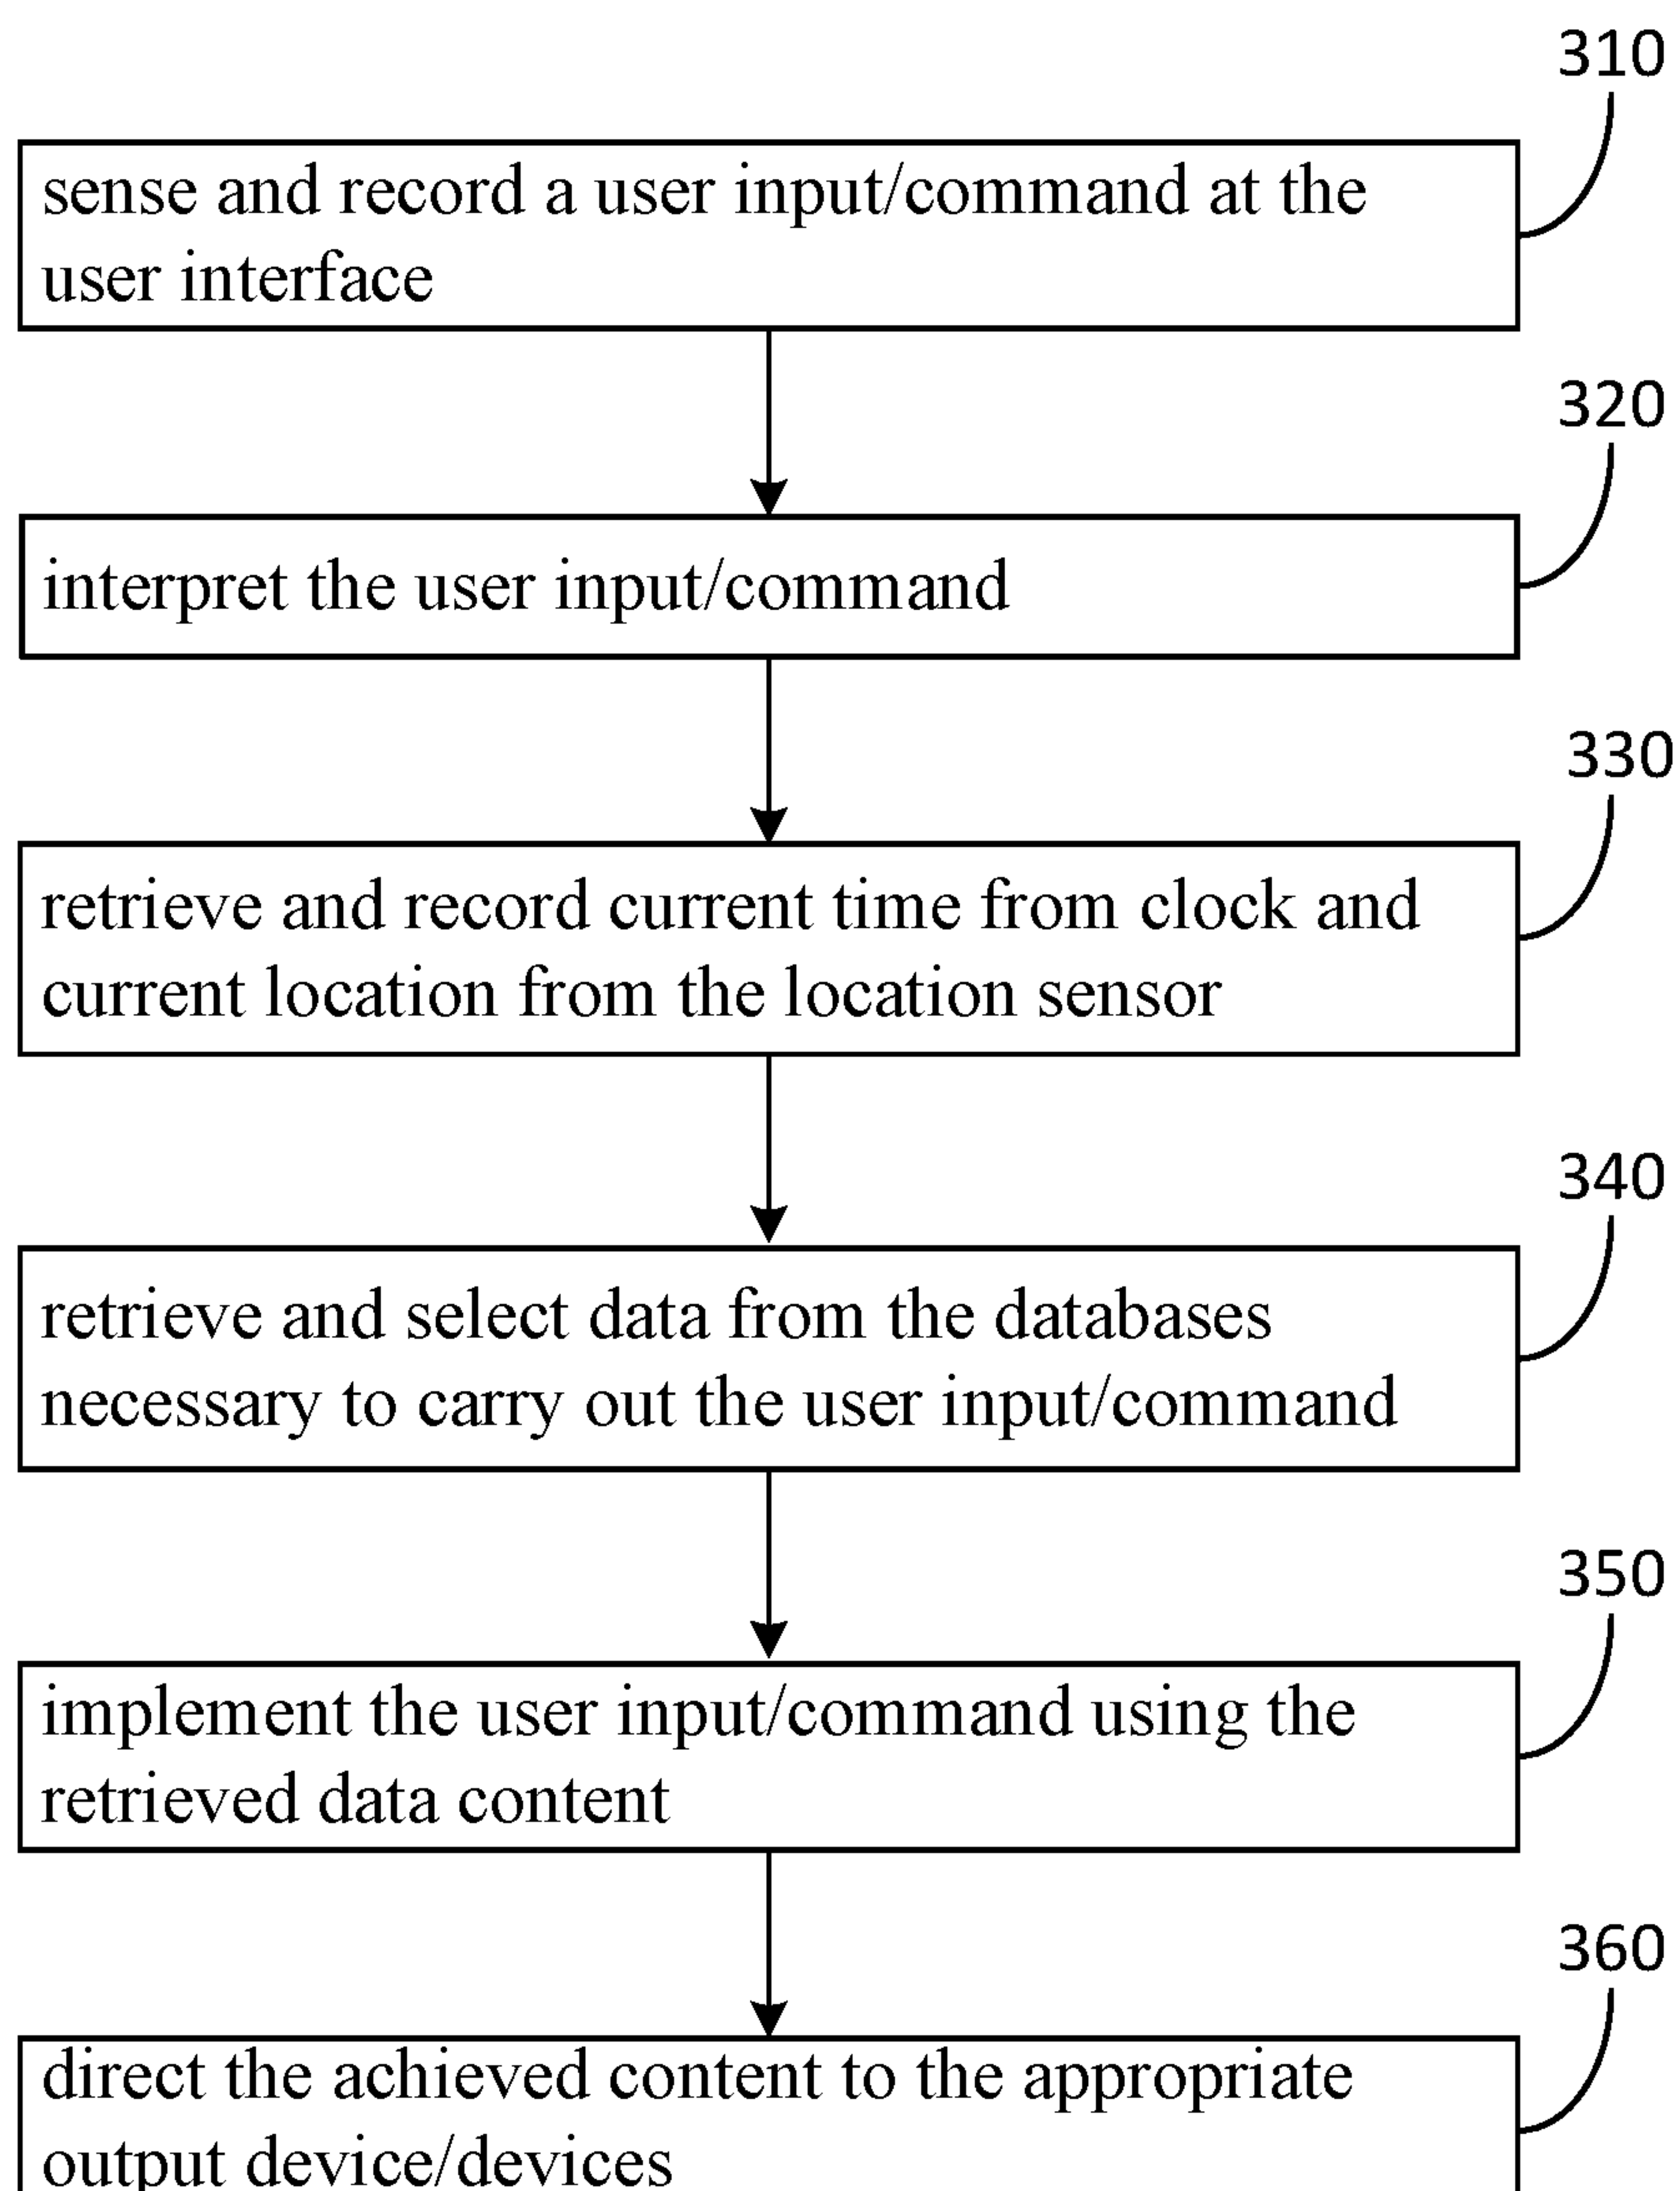 310
sense and record a user input/command at the
user interface
320
interpret the user input/command
330
retrieve and record current time from clock and
current location from the location sensor
340
retrieve and select data from the databases
necessary to carry out the user input/command
350
implement the user input/command using the
retrieved data content
360
direct the achieved content to the appropriate
output device/devices